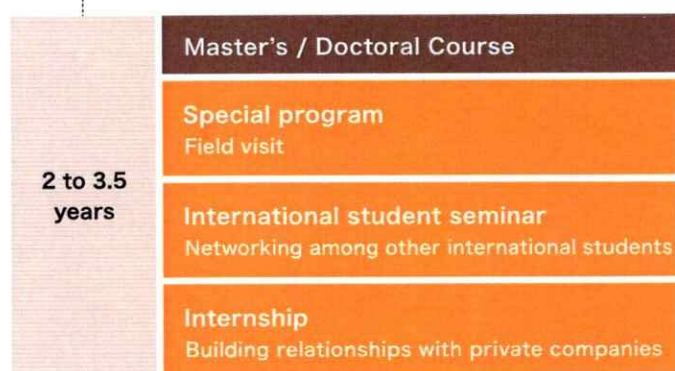 Master's / Doctoral Course
Special program
Field visit
2 to 3.5
years
International student seminar
Networking among other international students
Internship
Building relationships with private companies